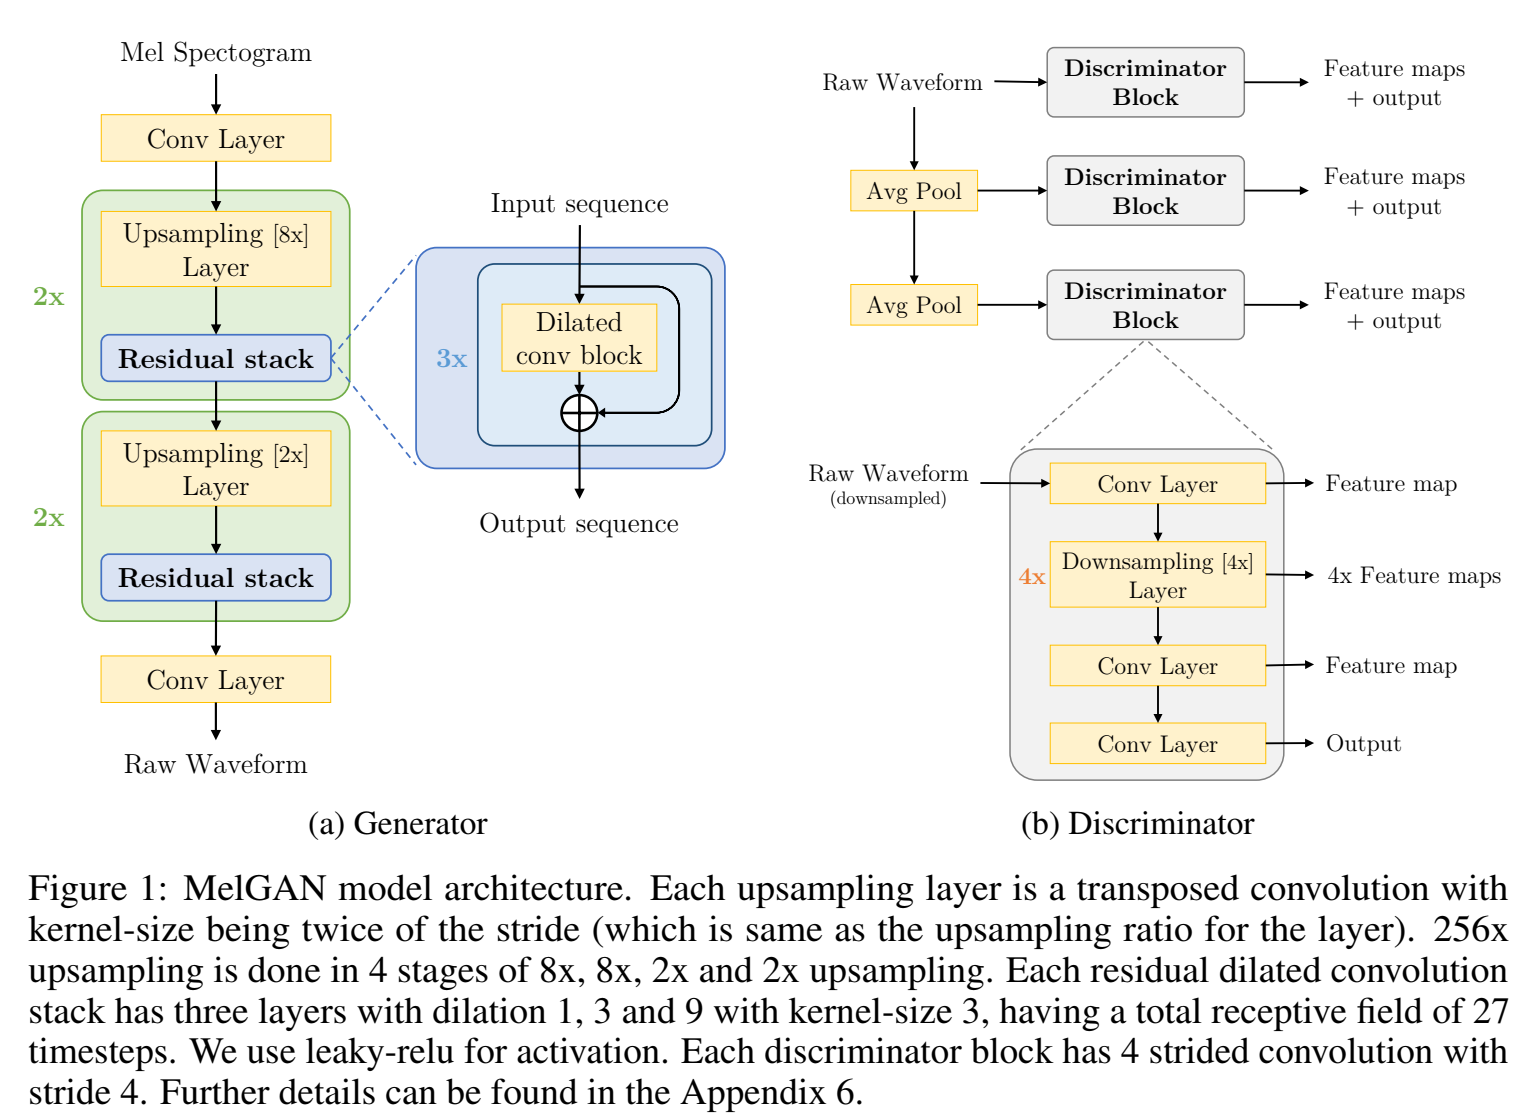 Mel Spectogram
Conv Layer
2x
Upsampling [8x]
Layer
Residual stack
2x
Upsampling [2x]
Layer
Residual stack
Conv Layer
Raw Waveform
Input sequence
3x
Dilated
conv block
Output sequence
(a) Generator
Raw Waveform
Discriminator
Block
Feature maps
+ output
Avg Pool
Discriminator
Block
Feature maps
+ output
Avg Pool
Discriminator
Block
Feature maps
+ output
Raw Waveform
(downsampled)
Conv Layer
Feature map
4x
Downsampling [4x]
Layer
4x Feature maps
Conv Layer
Feature map
Conv Layer
Output
(b) Discriminator
Figure 1: MelGAN model architecture. Each upsampling layer is a transposed convolution with
kernel-size being twice of the stride (which is same as the upsampling ratio for the layer). 256x
upsampling is done in 4 stages of 8x, 8x, 2x and 2x upsampling. Each residual dilated convolution
stack has three layers with dilation 1, 3 and 9 with kernel-size 3, having a total receptive field of 27
timesteps. We use leaky-relu for activation. Each discriminator block has 4 strided convolution with
stride 4. Further details can be found in the Appendix 6.